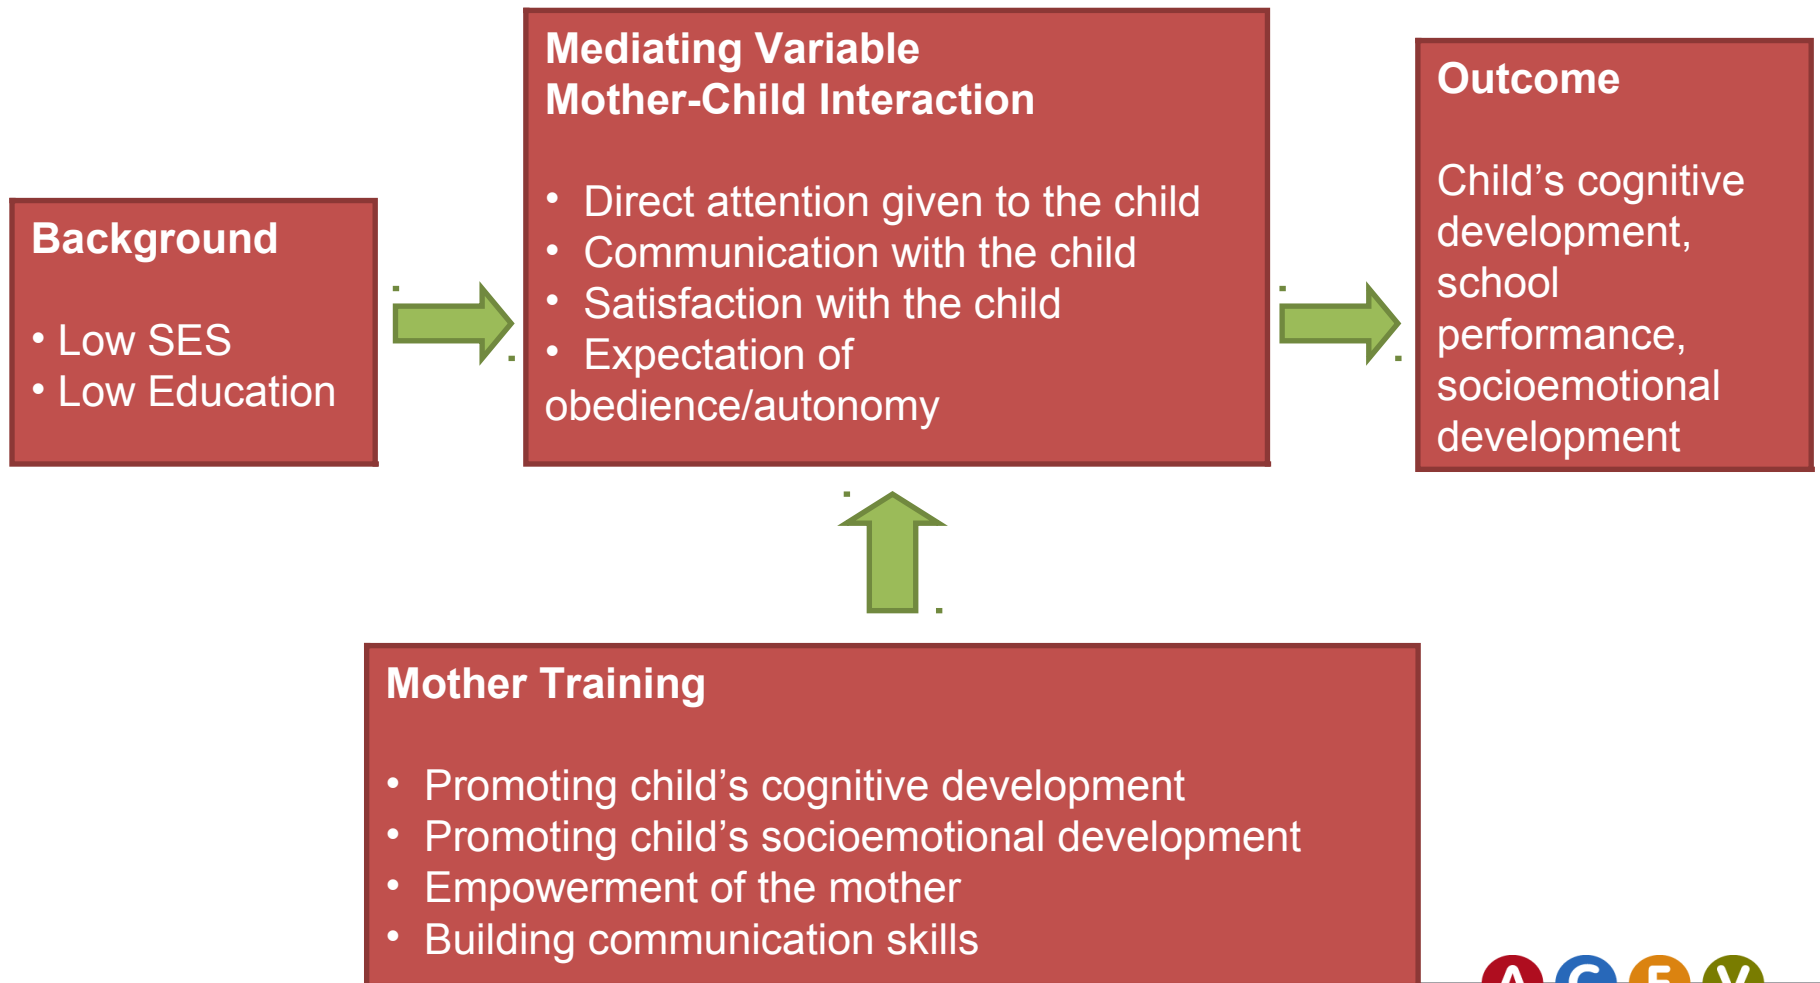 Background
• Low SES
• Low Education
Mediating Variable
Mother-Child Interaction
• Direct attention given to the child
• Communication with the child
• Satisfaction with the child
• Expectation of
obedience/autonomy
Outcome
Child’s cognitive
development,
school
performance,
socioemotional
development
Mother Training
• Promoting child’s cognitive development
• Promoting child’s socioemotional development
• Empowerment of the mother
• Building communication skills
A C E V